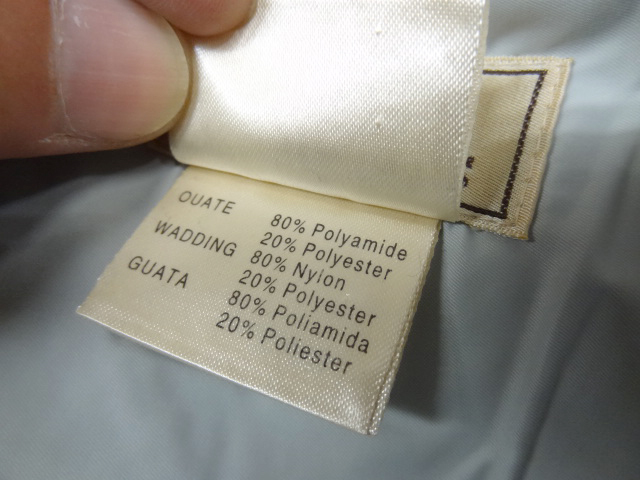 OUATE 80% Polyamide
20% Polyester
WADDING 80% Nylon
20% Polyester
GUATA 80% Poliamida
20% Poliester